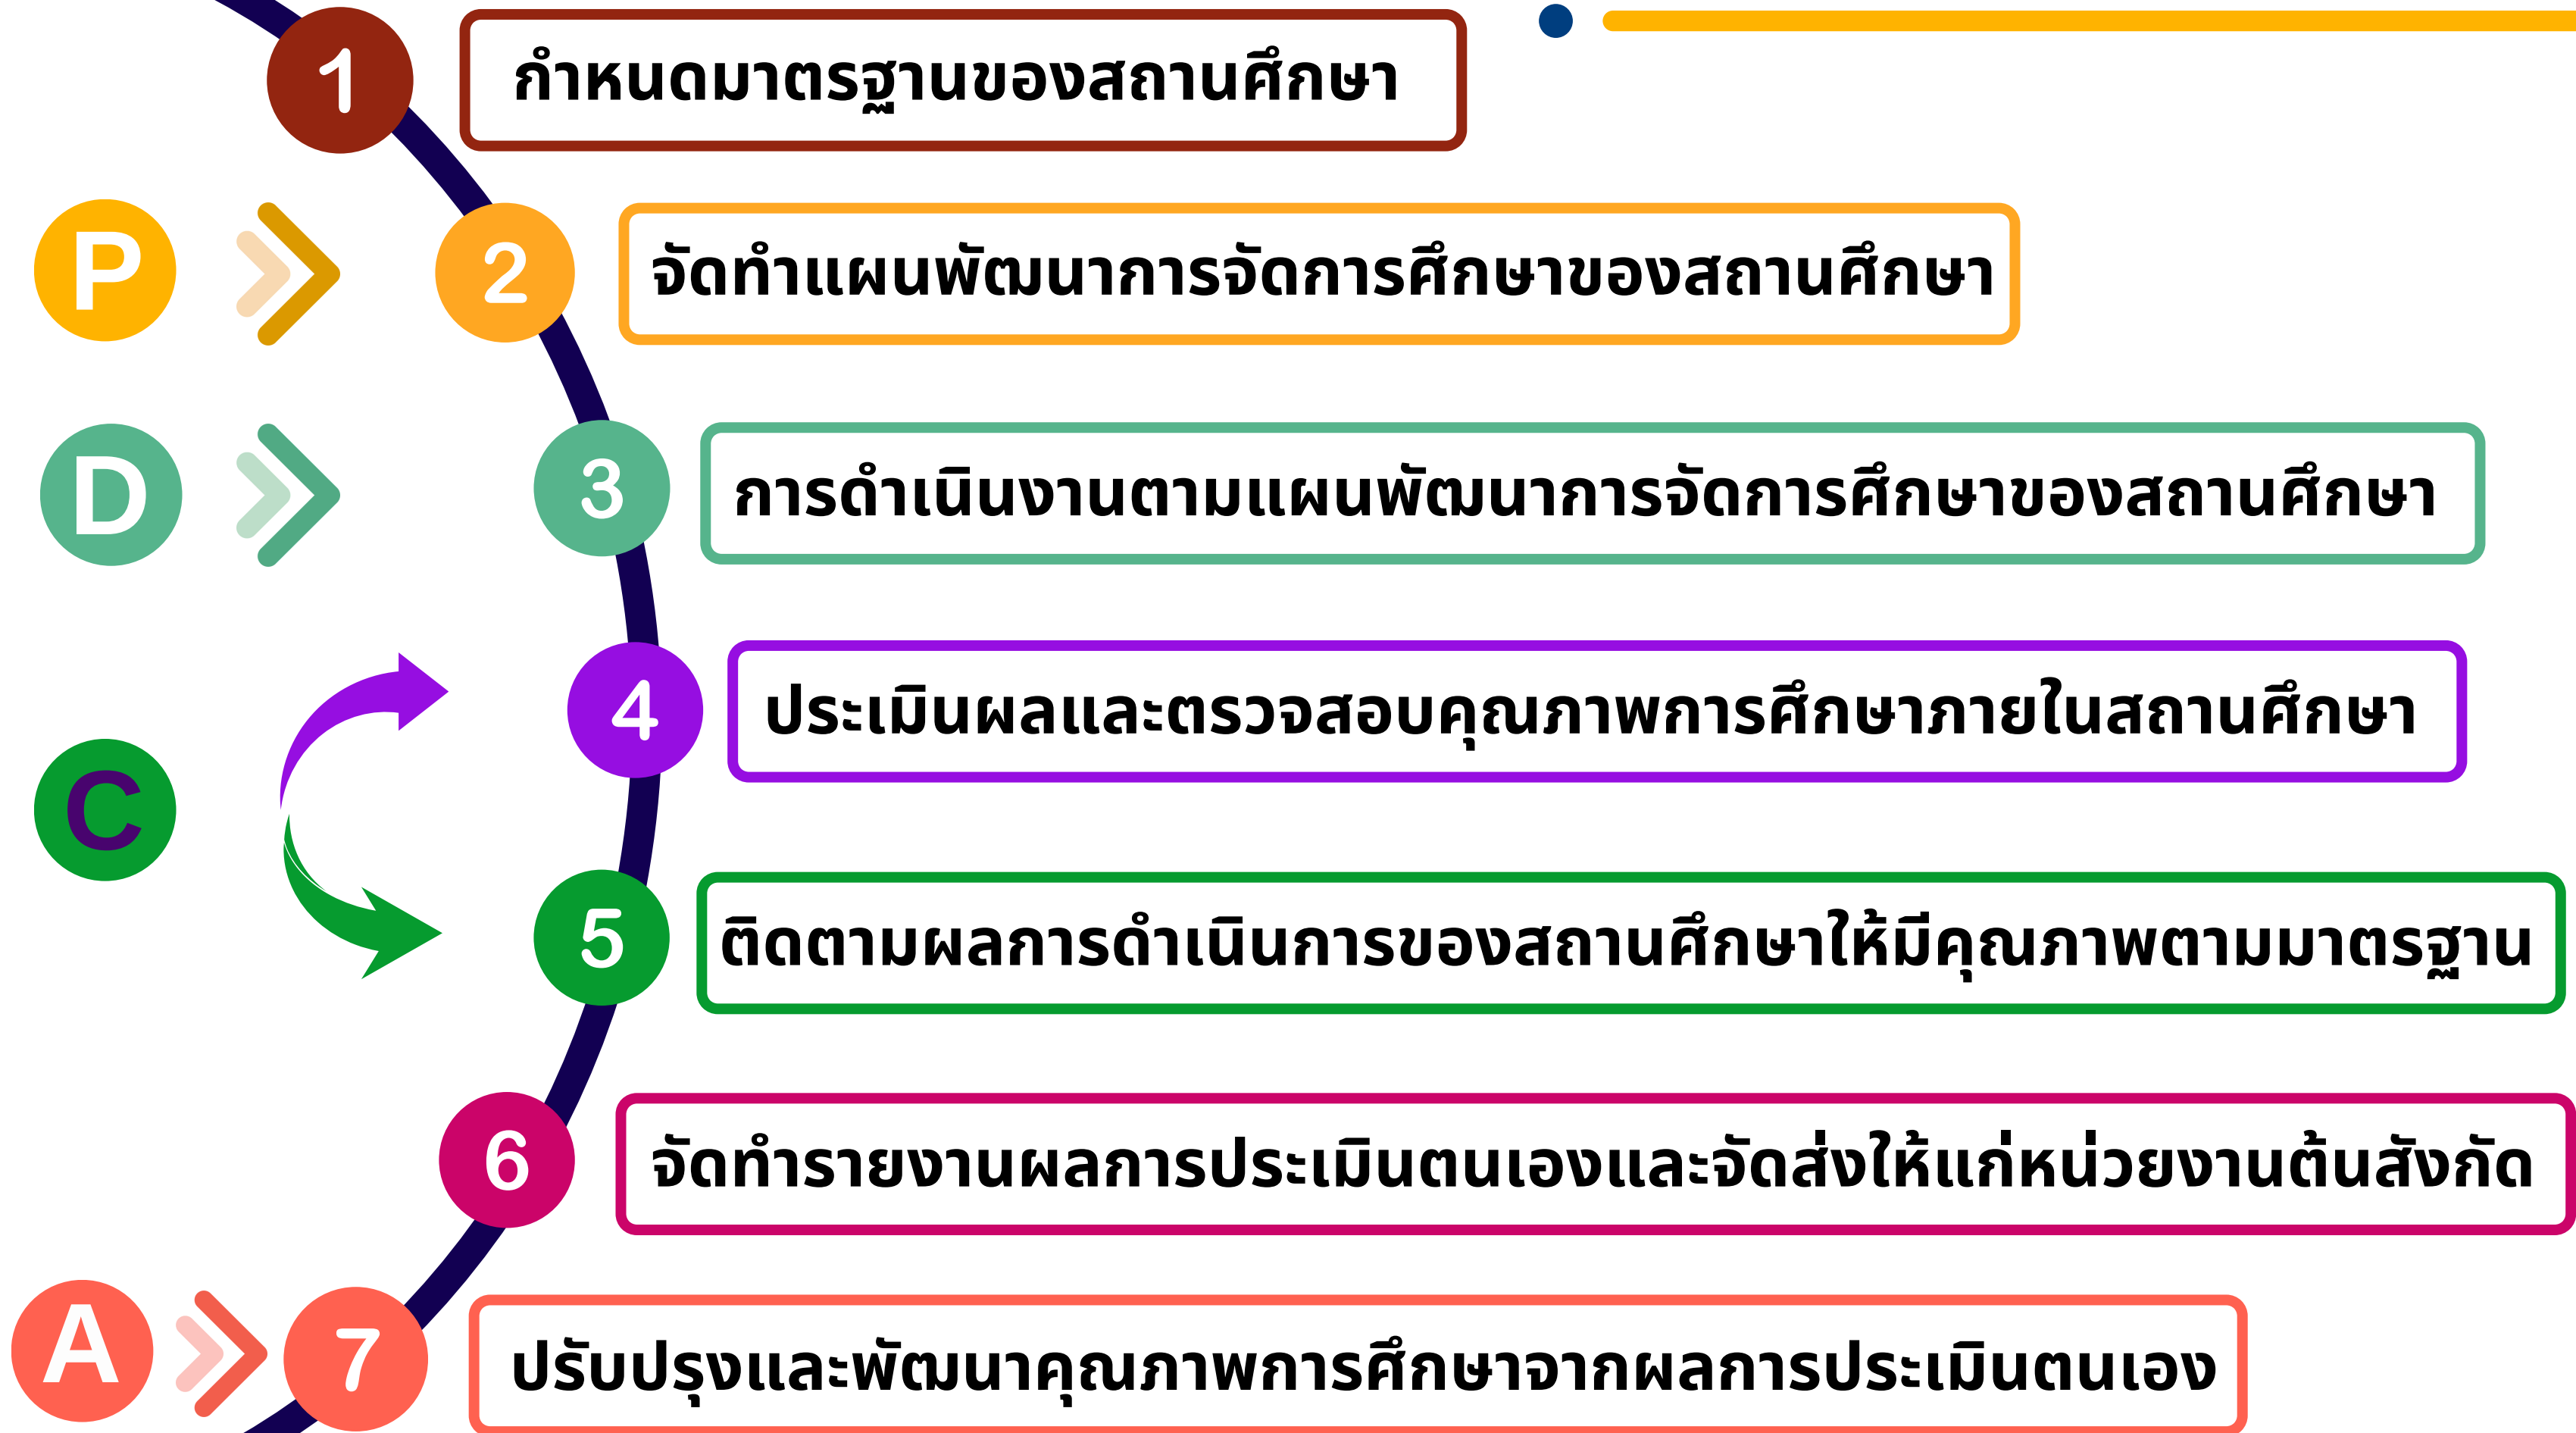 1 กำหนดมาตรฐานของสถานศึกษา
P 2 จัดทำแผนพัฒนาการจัดการศึกษาของสถานศึกษา
D 3 การดำเนินงานตามแผนพัฒนาการจัดการศึกษาของสถานศึกษา
4 ประเมินผลและตรวจสอบคุณภาพการศึกษาภายในสถานศึกษา
C
5 ติดตามผลการดำเนินการของสถานศึกษาให้มีคุณภาพตามมาตรฐาน
6 จัดทำรายงานผลการประเมินตนเองและจัดส่งให้แก่หน่วยงานต้นสังกัด
A 7 ปรับปรุงและพัฒนาคุณภาพการศึกษาจากผลการประเมินตนเอง